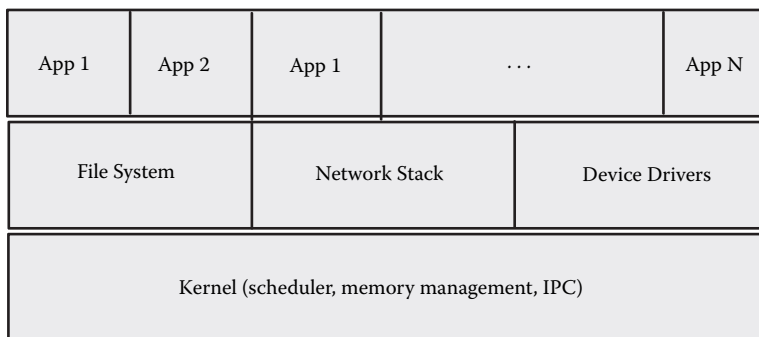 App 1
App 2
App 1
. . .
App N
File System
Network Stack
Device Drivers
Kernel (scheduler, memory management, IPC)